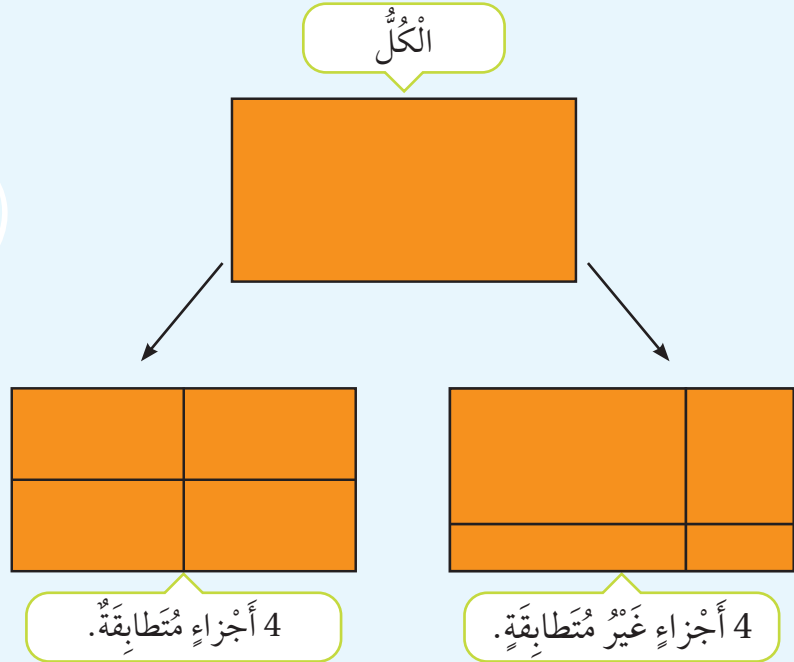 الْكُلُّ
4 أَجْزاءٍ غَيْرُ مُتَطابِقَةٍ.
4 أَجْزاءٍ مُتَطابِقَةٌ.